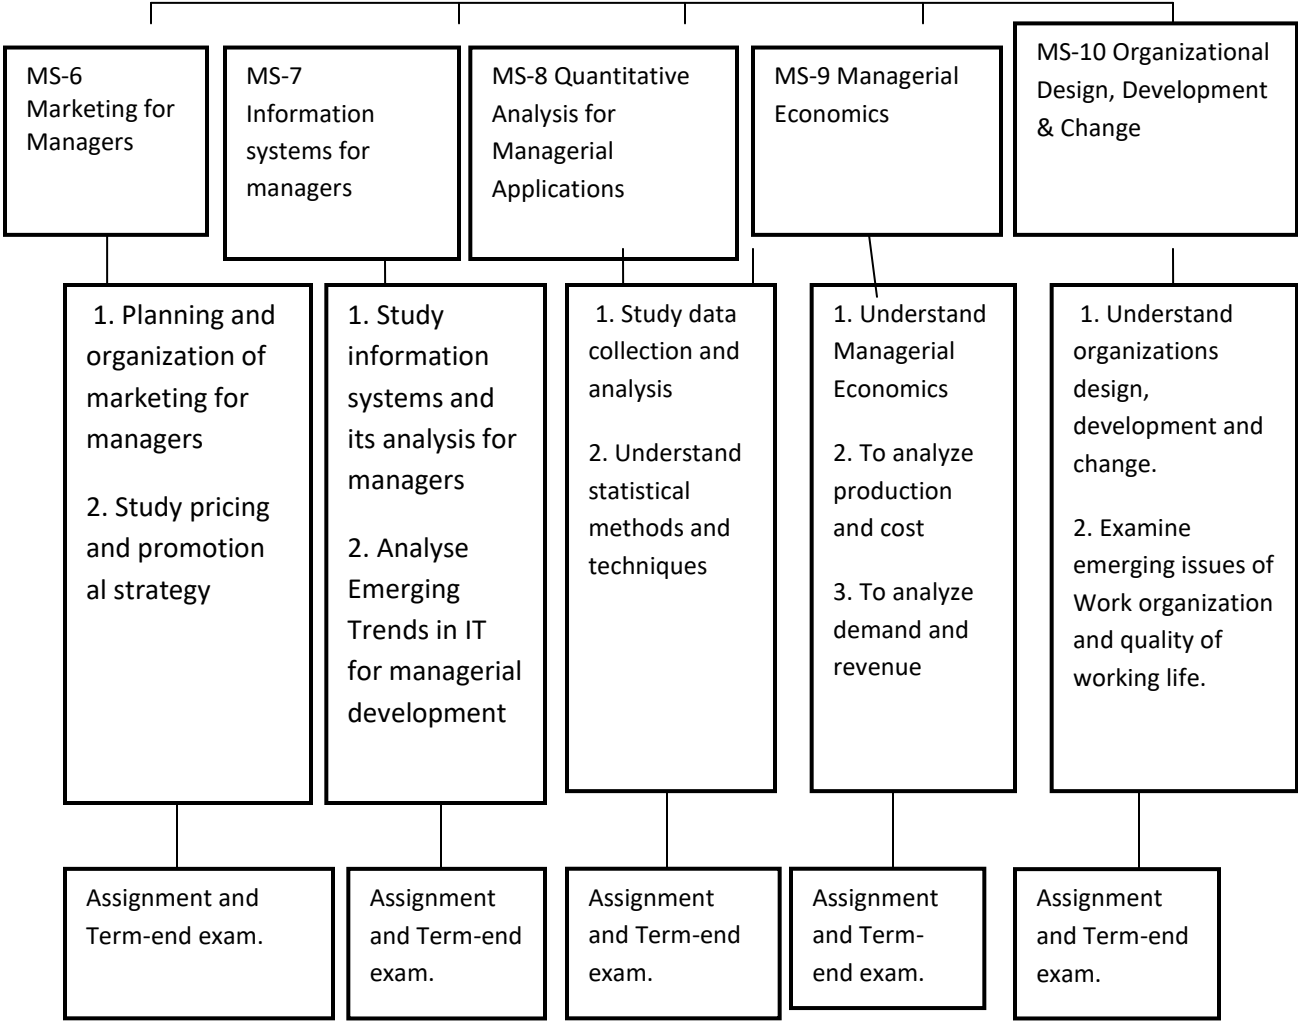 MS-6
Marketing for
Managers
MS-7
Information
systems for
managers
MS-8 Quantitative
Analysis for
Managerial
Applications
MS-9 Managerial
Economics
MS-10 Organizational
Design, Development
& Change
1. Planning and
organization of
marketing for
managers
2. Study pricing
and promotion
al strategy
1. Study
information
systems and
its analysis for
managers
2. Analyse
Emerging
Trends in IT
for managerial
development
1. Study data
collection and
analysis
2. Understand
statistical
methods and
techniques
1. Understand
Managerial
Economics
2. To analyze
production
and cost
3. To analyze
demand and
revenue
1. Understand
organizations
design,
development and
change.
2. Examine
emerging issues of
Work organization
and quality of
working life.
Assignment and
Term-end exam.
Assignment
and Term-end
exam.
Assignment
and Term-end
exam.
Assignment
and Term-
end exam.
Assignment
and Term-end
exam.